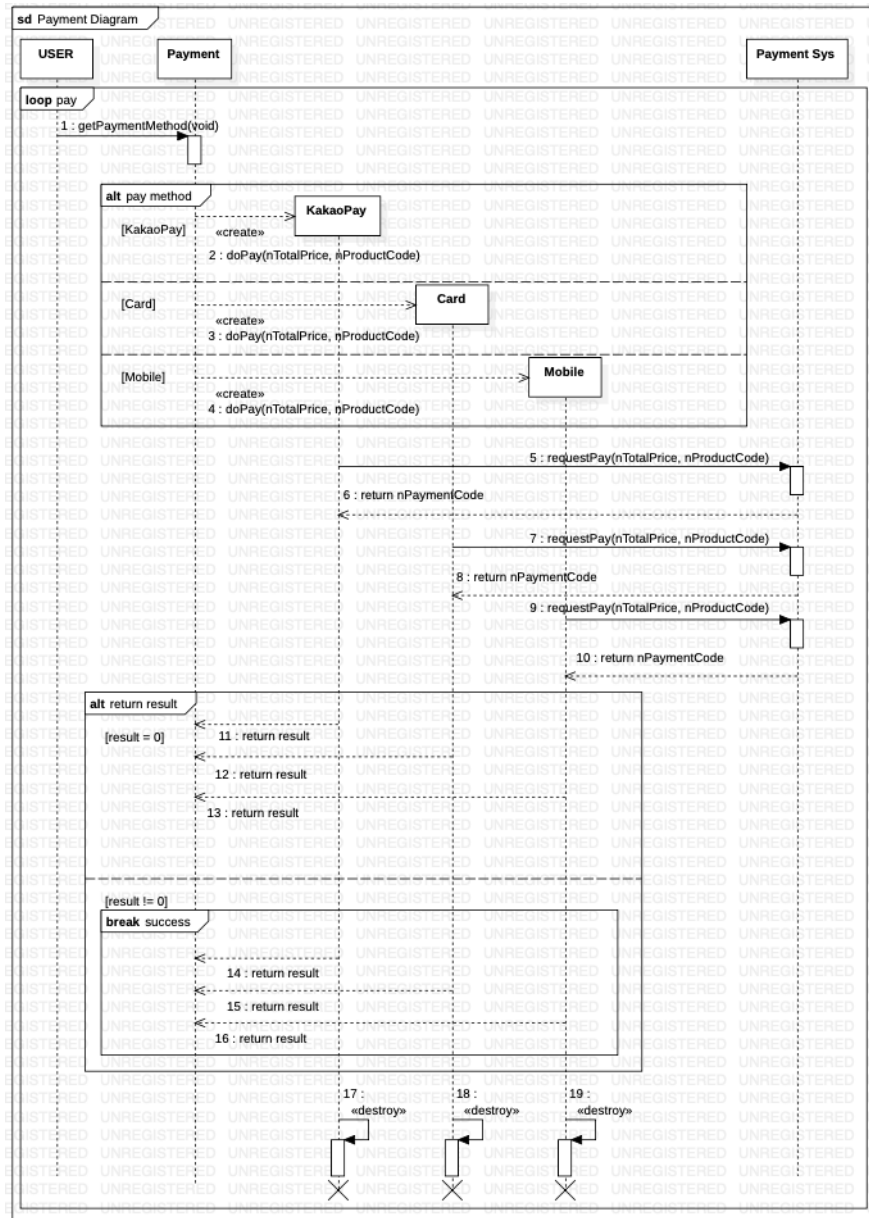 sd Payment Diagram
USER
Payment
Payment Sys
loop pay
1 : getPaymentMethod(void)
alt pay method
KakaoPay
[KakaoPay]
«create»
2 : doPay(nTotalPrice, nProductCode)
Card
[Card]
«create»
3 : doPay(nTotalPrice, nProductCode)
Mobile
[Mobile]
«create»
4 : doPay(nTotalPrice, nProductCode)
5 : requestPay(nTotalPrice, nProductCode)
6 : return nPaymentCode
7 : requestPay(nTotalPrice, nProductCode)
8 : return nPaymentCode
9 : requestPay(nTotalPrice, nProductCode)
10 : return nPaymentCode
alt return result
[result = 0]
11 : return result
12 : return result
13 : return result
[result != 0]
break success
14 : return result
15 : return result
16 : return result
17 :
«destroy»
18 :
«destroy»
19 :
«destroy»
UNREGISTERED